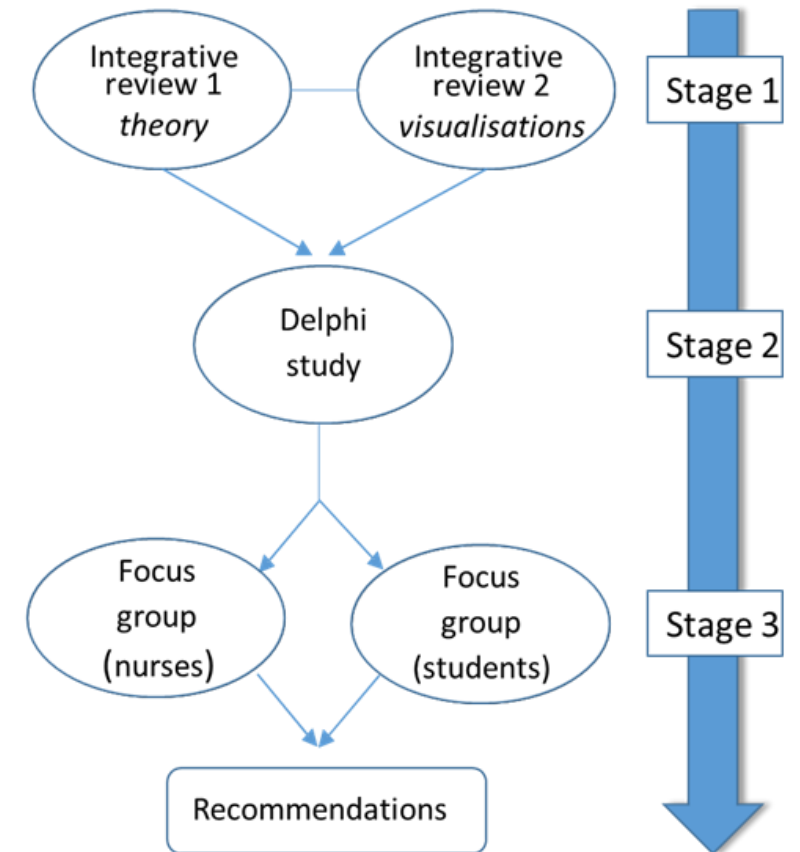 Integrative
review 1
theory
Integrative
review 2
visualisations
Stage 1
Delphi
study
Stage 2
Focus
group
(nurses)
Focus
group
(students)
Stage 3
Recommendations